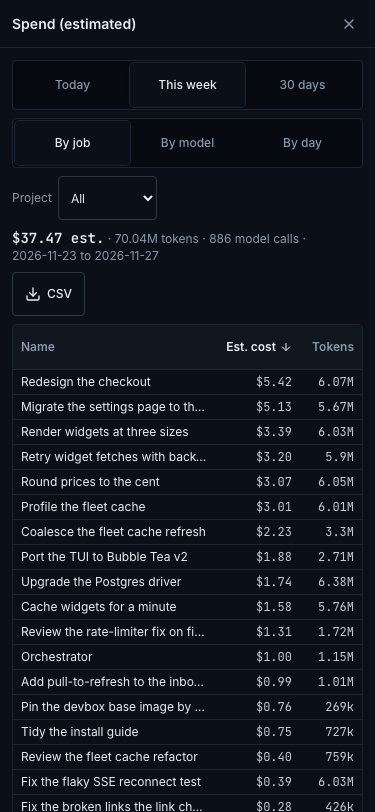 Spend (estimated)
Today This week 30 days
By job By model By day
Project All
$37.47 est. · 70.04M tokens · 886 model calls ·
2026-11-23 to 2026-11-27
CSV
Name Est. cost ↓ Tokens
Redesign the checkout $5.42 6.07M
Migrate the settings page to th... $5.13 5.67M
Render widgets at three sizes $3.39 6.03M
Retry widget fetches with back... $3.20 5.9M
Round prices to the cent $3.07 6.05M
Profile the fleet cache $3.01 6.01M
Coalesce the fleet cache refresh $2.23 3.3M
Port the TUI to Bubble Tea v2 $1.88 2.71M
Upgrade the Postgres driver $1.74 6.38M
Cache widgets for a minute $1.58 5.76M
Review the rate-limiter fix on fi... $1.31 1.72M
Orchestrator $1.00 1.15M
Add pull-to-refresh to the inbo... $0.99 1.01M
Pin the devbox base image by ... $0.76 269k
Tidy the install guide $0.75 727k
Review the fleet cache refactor $0.40 759k
Fix the flaky SSE reconnect test $0.39 6.03M
Fix the broken links the link ch... $0.28 426k